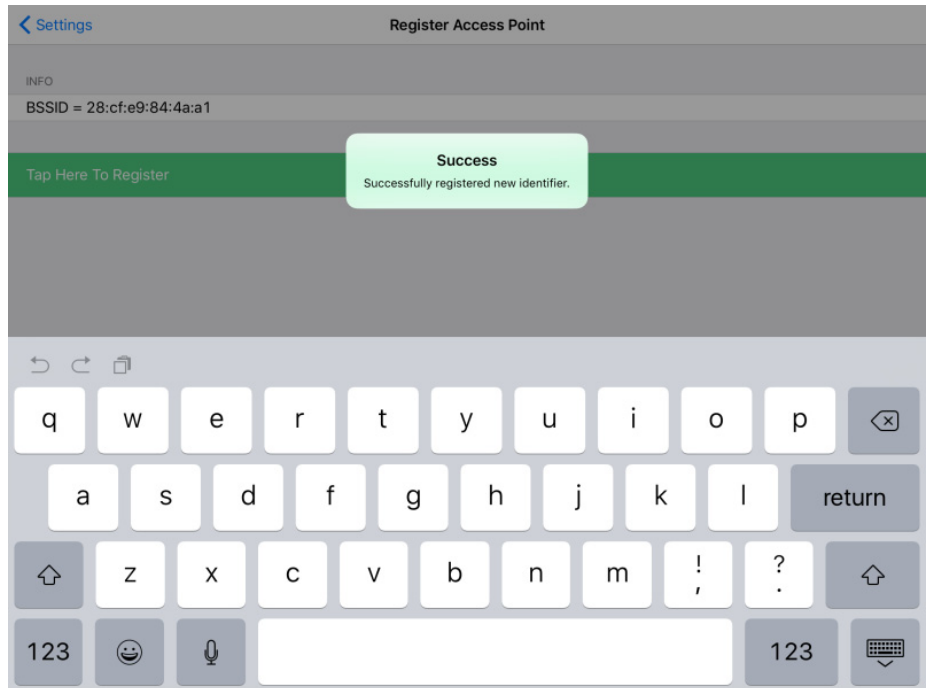 Settings
Register Access Point
INFO
BSSID = 28:cf:e9:84:4a:a1
Success
Successfully registered new identifier.
Tap Here To Register
q w e r t y u i o p
a s d f g h j k l return
z x c v b n m ! , ? .
123 123